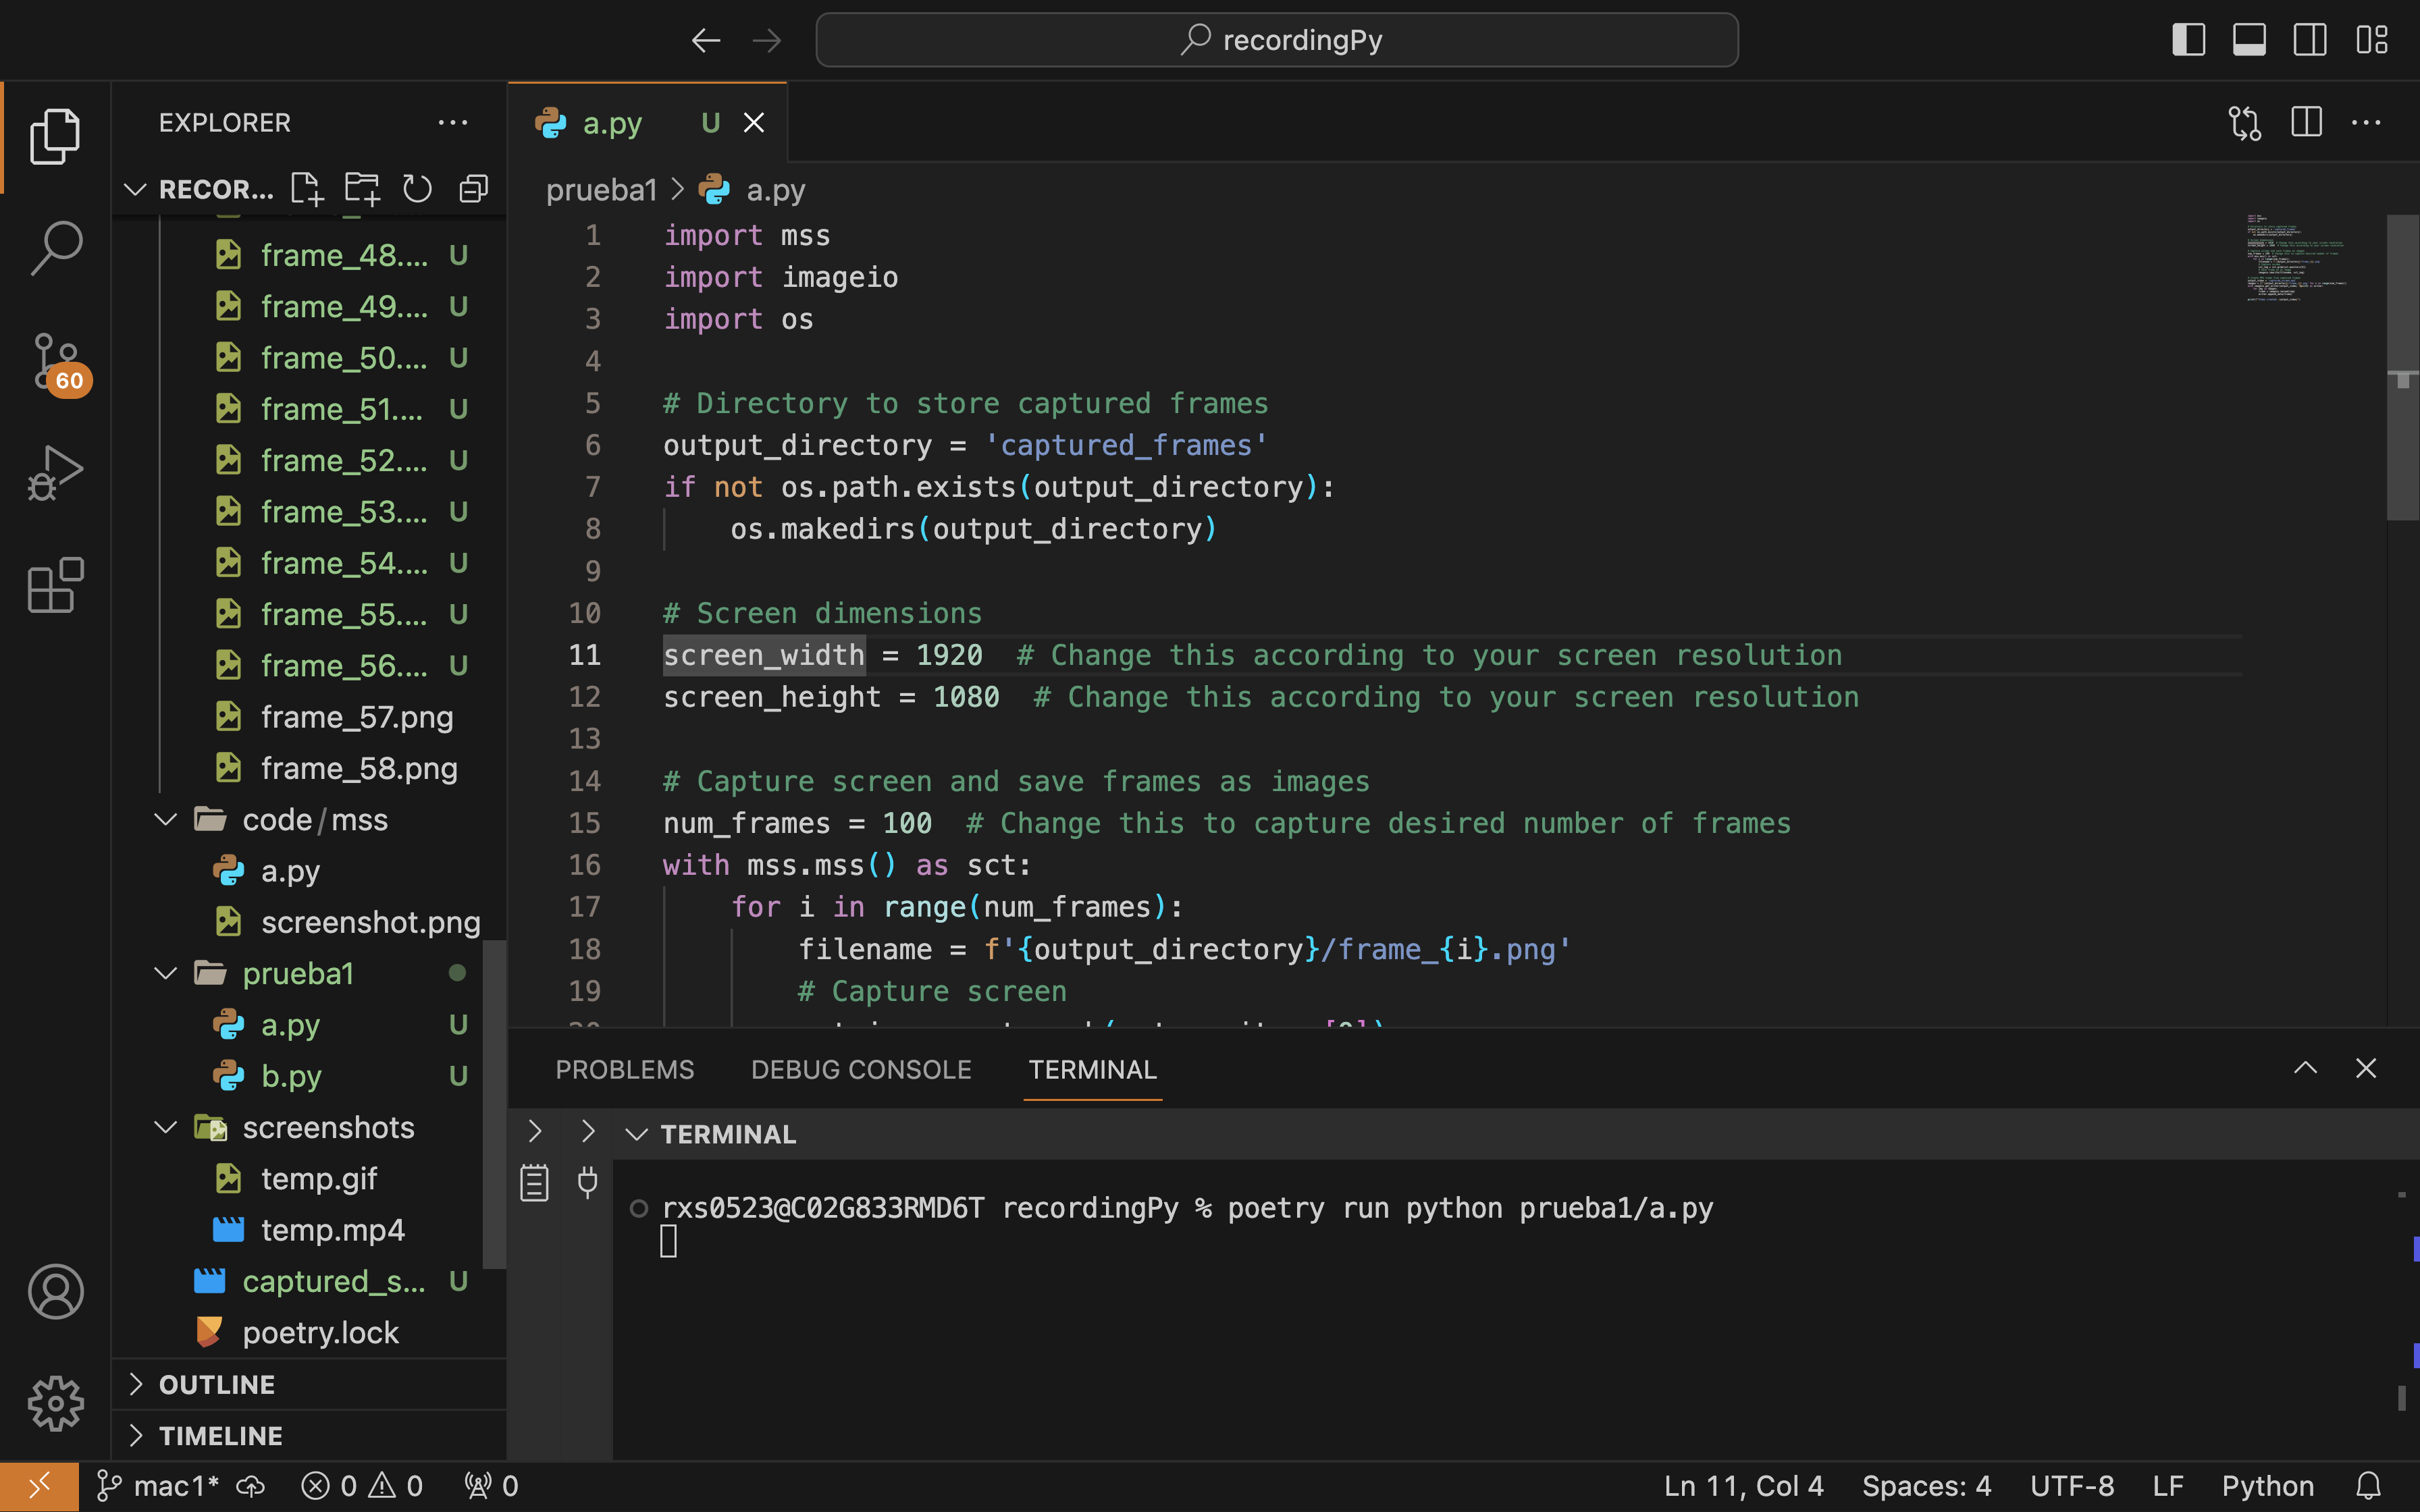 recordingPy
EXPLORER
RECOR...
frame_48.... U
frame_49.... U
frame_50.... U
frame_51.... U
frame_52.... U
frame_53.... U
frame_54.... U
frame_55.... U
frame_56.... U
frame_57.png
frame_58.png
code/mss
a.py
screenshot.png
prueba1
a.py U
b.py U
screenshots
temp.gif
temp.mp4
captured_s... U
poetry.lock
OUTLINE
TIMELINE
60
a.py U
prueba1 > a.py
1 import mss
2 import imageio
3 import os
4
5 # Directory to store captured frames
6 output_directory = 'captured_frames'
7 if not os.path.exists(output_directory):
8 os.makedirs(output_directory)
9
10 # Screen dimensions
11 screen_width = 1920 # Change this according to your screen resolution
12 screen_height = 1080 # Change this according to your screen resolution
13
14 # Capture screen and save frames as images
15 num_frames = 100 # Change this to capture desired number of frames
16 with mss.mss() as sct:
17 for i in range(num_frames):
18 filename = f'{output_directory}/frame_{i}.png'
19 # Capture screen
PROBLEMS DEBUG CONSOLE TERMINAL
TERMINAL
rxs0523@C02G833RMD6T recordingPy % poetry run python prueba1/a.py
mac1* 0 0 0 Ln 11, Col 4 Spaces: 4 UTF-8 LF Python